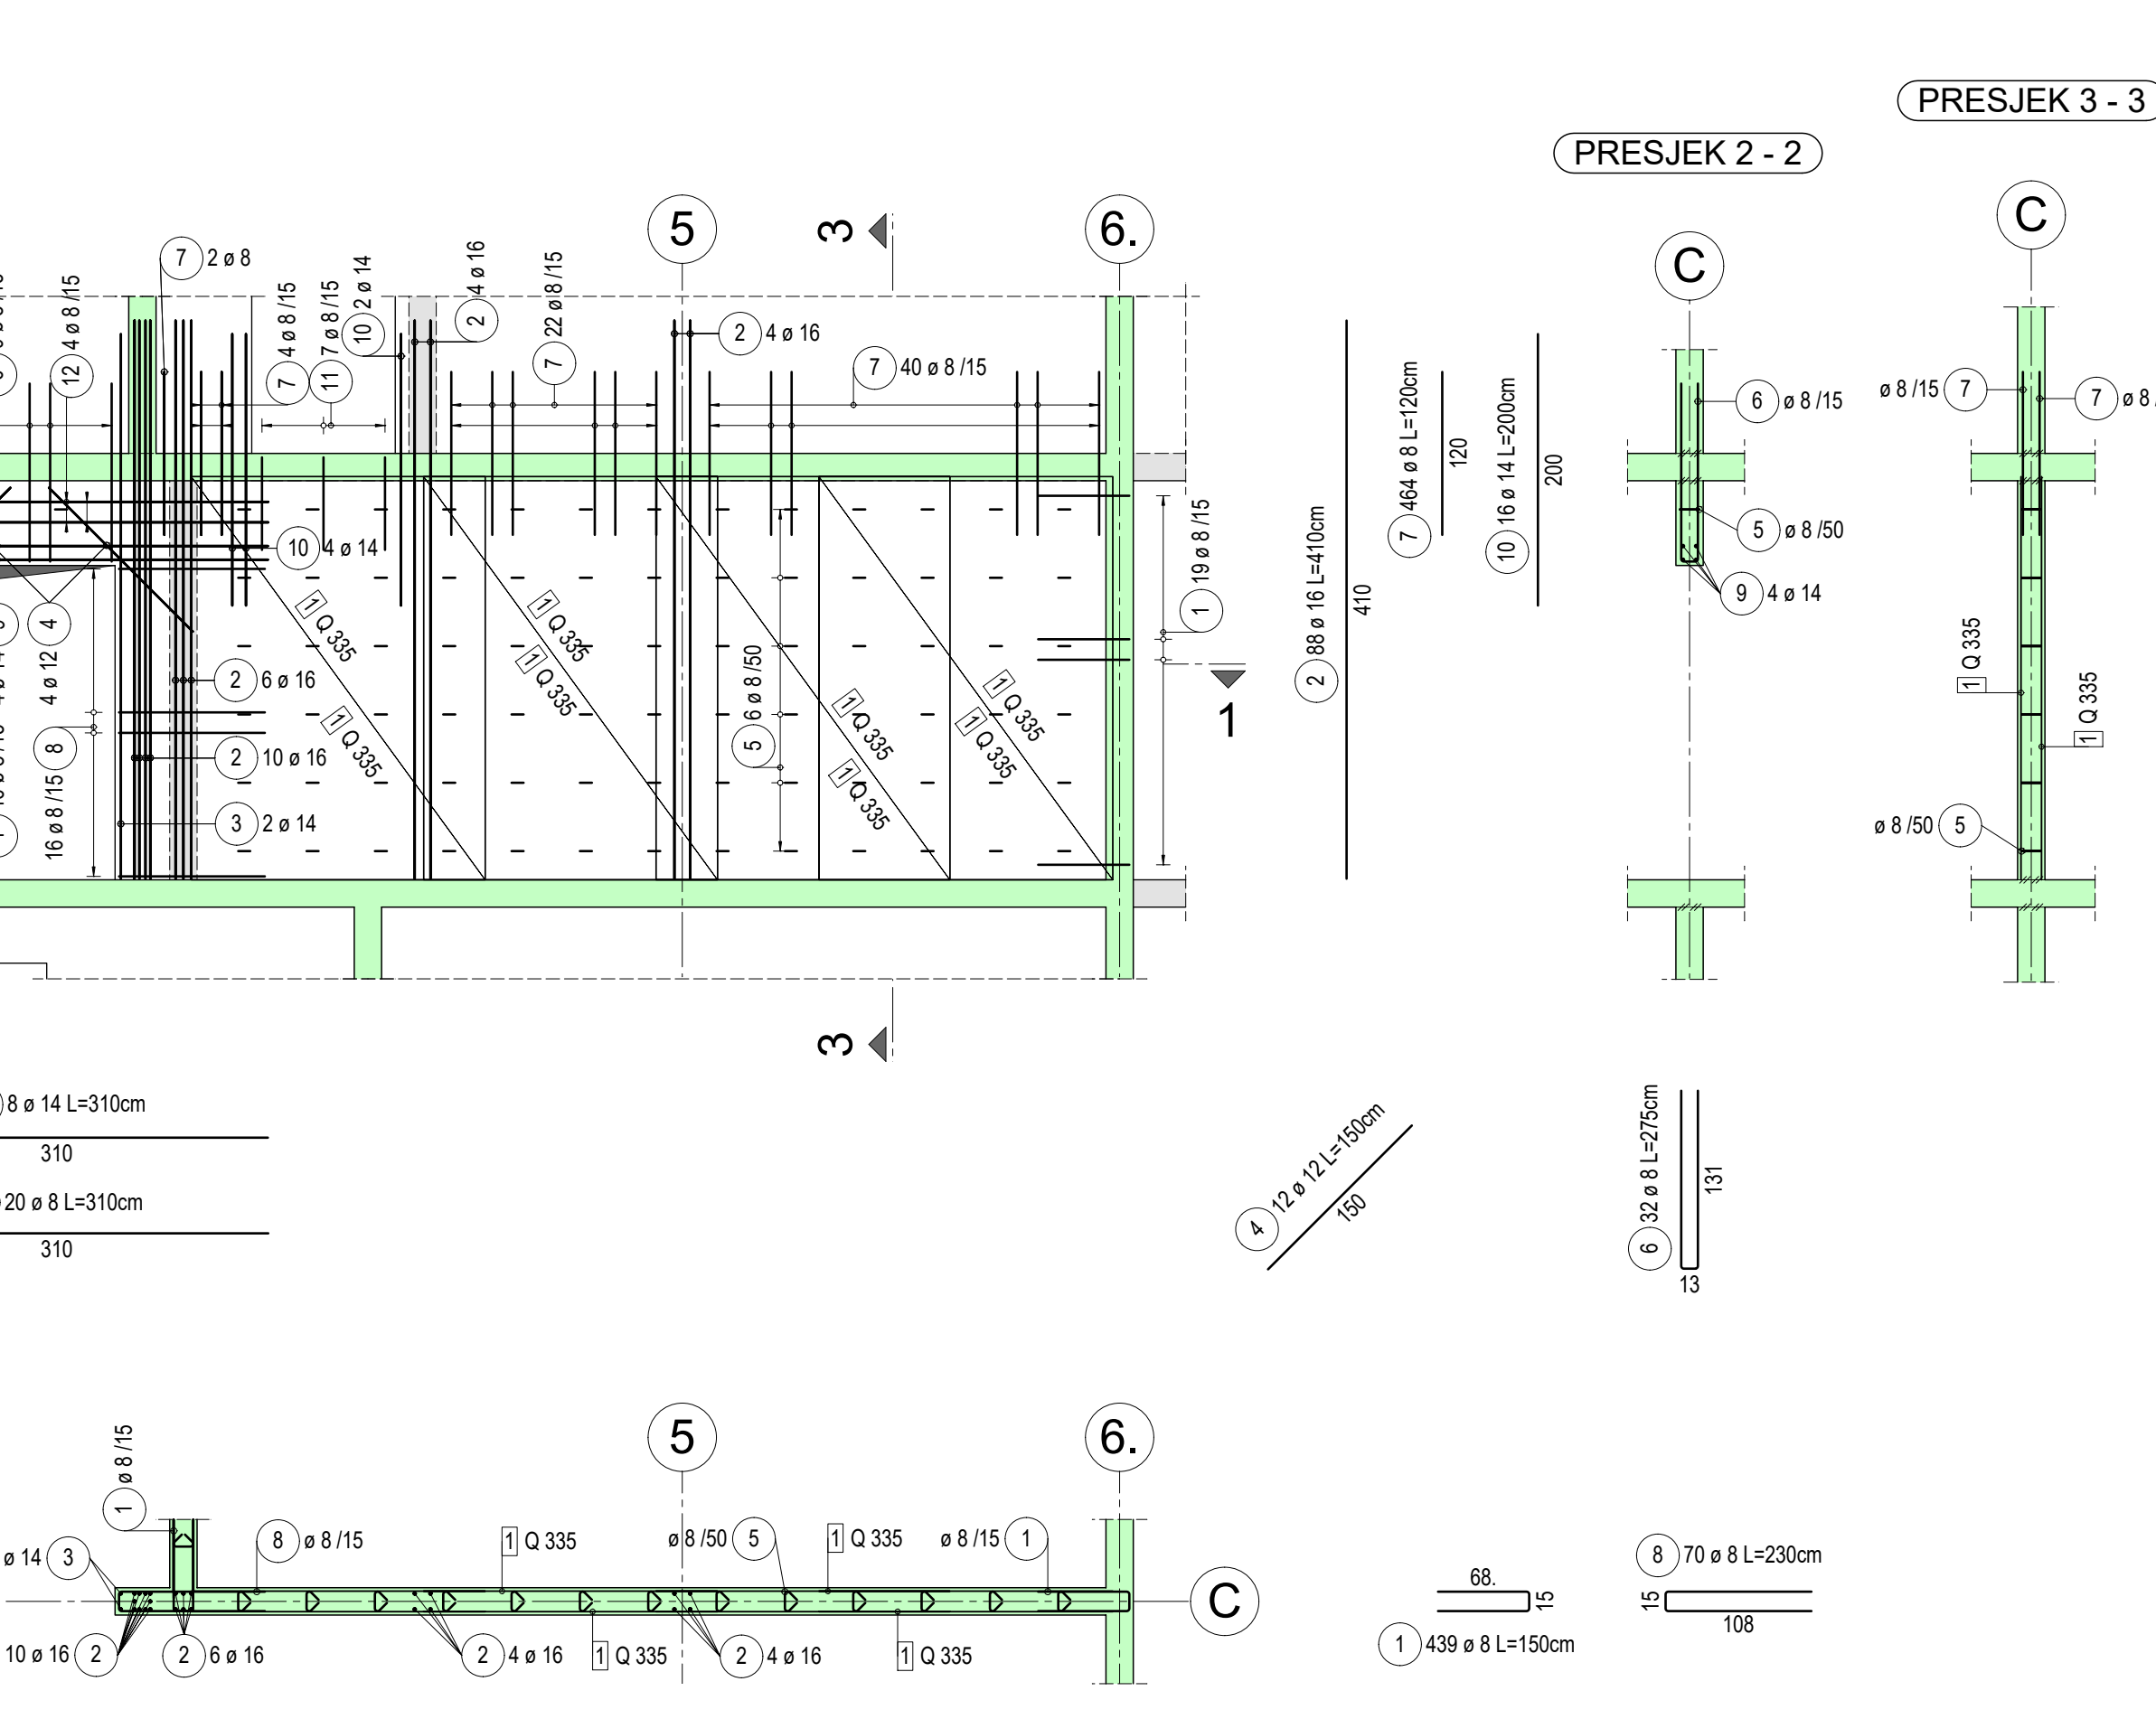 PRESJEK 3 - 3
PRESJEK 2 - 2
5
3
6.
C
C
7 2 ø 8
12 4 ø 8 /15
7 4 ø 8 /15
11 7 ø 8 /15
10 2 ø 14
2 4 ø 16
7 22 ø 8 /15
2 4 ø 16
7 40 ø 8 /15
10 4 ø 14
4
4 ø 12
8
16 ø 8 /15
2 6 ø 16
2 10 ø 16
3 2 ø 14
1 Q 335
1 Q 335
1 Q 335
1 Q 335
5 6 ø 8 /50
1 Q 335
1 Q 335
1 Q 335
1 Q 335
1 19 ø 8 /15
1
3
2 88 ø 16 L=410cm
410
7 464 ø 8 L=120cm
120
10 16 ø 14 L=200cm
200
6 ø 8 /15
5 ø 8 /50
9 4 ø 14
ø 8 /15 7
7 ø 8
1 Q 335
1 Q 335
ø 8 /50 5
8 ø 14 L=310cm
310
20 ø 8 L=310cm
310
4 12 ø 12 L=150cm
150
6 32 ø 8 L=275cm
131
13
5
6.
C
1 ø 8 /15
ø 14 3
8 ø 8 /15
1 Q 335
ø 8 /50 5
1 Q 335
ø 8 /15 1
10 ø 16 2
2 6 ø 16
2 4 ø 16
1 Q 335
2 4 ø 16
1 Q 335
68.
15
1 439 ø 8 L=150cm
8 70 ø 8 L=230cm
15
108